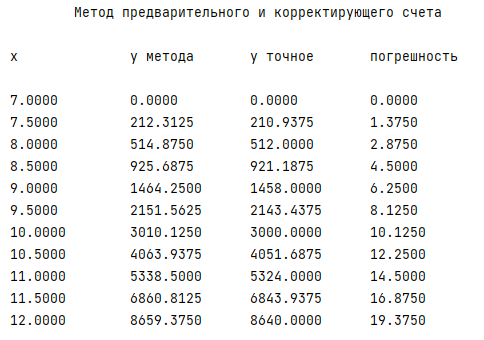 Метод предварительного и корректирующего счета
x y метода y точное погрешность
7.0000 0.0000 0.0000 0.0000
7.5000 212.3125 210.9375 1.3750
8.0000 514.8750 512.0000 2.8750
8.5000 925.6875 921.1875 4.5000
9.0000 1464.2500 1458.0000 6.2500
9.5000 2151.5625 2143.4375 8.1250
10.0000 3010.1250 3000.0000 10.1250
10.5000 4063.9375 4051.6875 12.2500
11.0000 5338.5000 5324.0000 14.5000
11.5000 6860.8125 6843.9375 16.8750
12.0000 8659.3750 8640.0000 19.3750